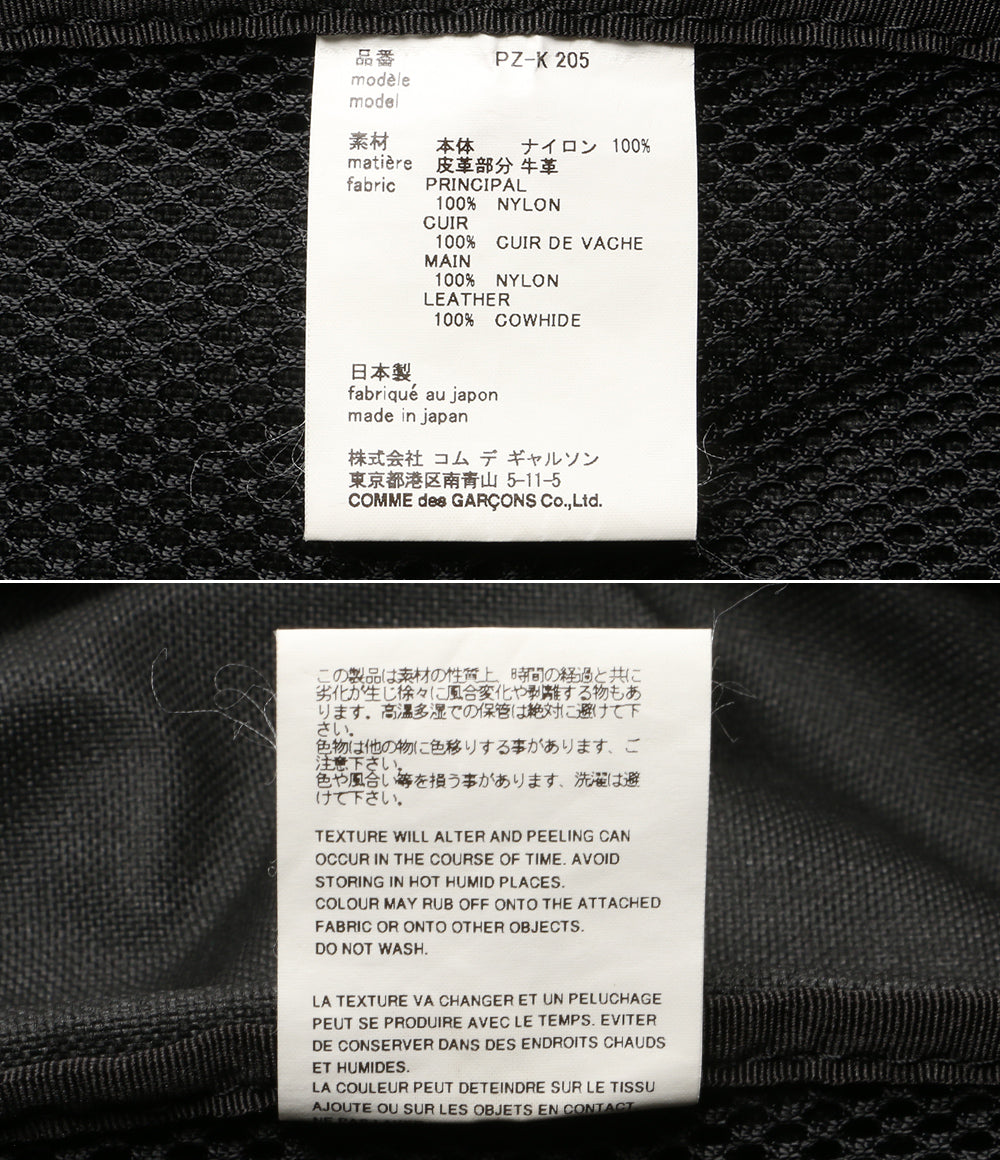 品番 PZ-K 205
modèle
model
素材 本体 ナイロン 100%
matière 皮革部分 牛革
fabric PRINCIPAL
100% NYLON
CUIR
100% CUIR DE VACHE
MAIN
100% NYLON
LEATHER
100% COWHIDE
日本製
fabriqué au japon
made in japan
株式会社 コム デ ギャルソン
東京都港区南青山 5-11-5
COMME des GARÇONS Co.,Ltd.
この製品は素材の性質上、時間の経過と共に
劣化が生じ徐々に風合変化や剥離する物もあ
ります。高温多湿での保管は絶対に避けて下
さい。
色物は他の物に色移りする事があります、ご
注意下さい。
色や風合い等を損う事があります、洗濯は避
けて下さい。
TEXTURE WILL ALTER AND PEELING CAN
OCCUR IN THE COURSE OF TIME. AVOID
STORING IN HOT HUMID PLACES.
COLOUR MAY RUB OFF ONTO THE ATTACHED
FABRIC OR ONTO OTHER OBJECTS.
DO NOT WASH.
LA TEXTURE VA CHANGER ET UN PELUCHAGE
PEUT SE PRODUIRE AVEC LE TEMPS. EVITER
DE CONSERVER DANS DES ENDROITS CHAUDS
ET HUMIDES.
LA COULEUR PEUT DETEINDRE SUR LE TISSU
AJOUTE OU SUR LES OBJETS EN CONTACT
NE PAS